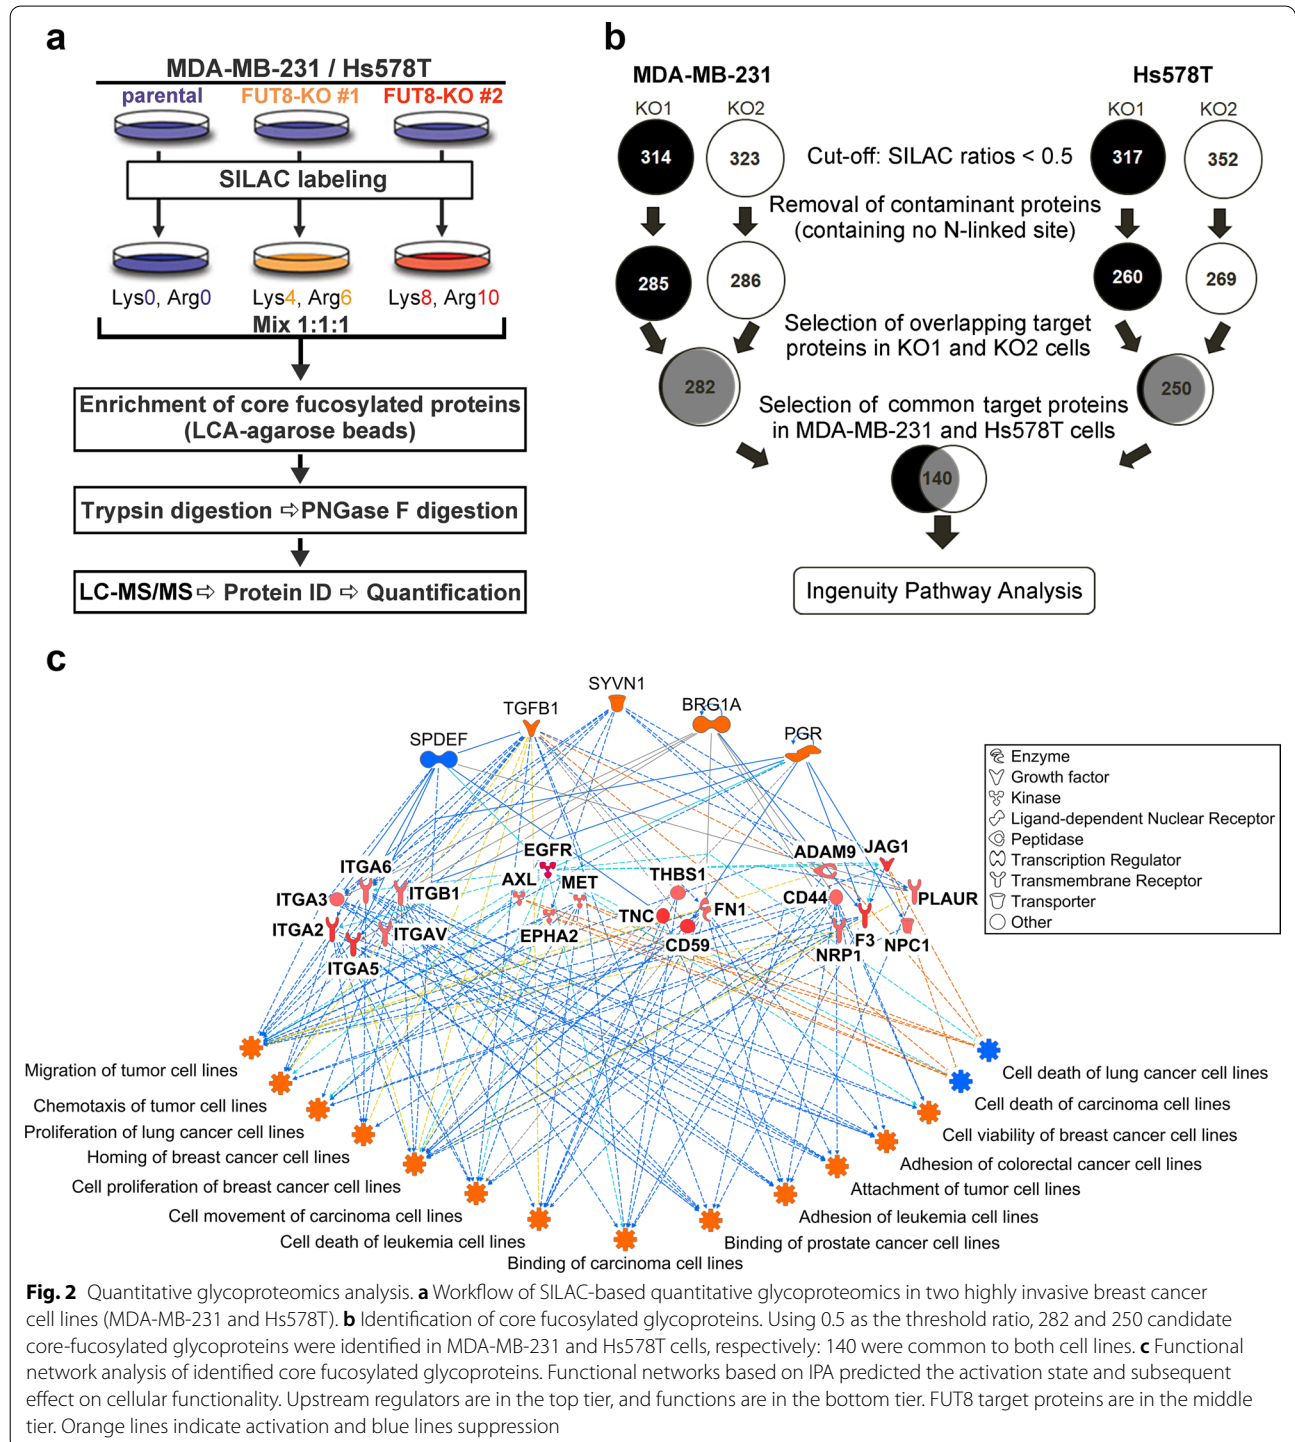 a
MDA-MB-231 / Hs578T
parental FUT8-KO #1 FUT8-KO #2
SILAC labeling
Lys0, Arg0 Lys4, Arg6 Lys8, Arg10
Mix 1:1:1
Enrichment of core fucosylated proteins
(LCA-agarose beads)
Trypsin digestion ⇨PNGase F digestion
LC-MS/MS⇨ Protein ID ⇨ Quantification
b
MDA-MB-231 Hs578T
KO1 KO2 KO1 KO2
314 323 Cut-off: SILAC ratios < 0.5 317 352
Removal of contaminant proteins
(containing no N-linked site)
285 286 260 269
Selection of overlapping target
proteins in KO1 and KO2 cells
282 250
Selection of common target proteins
in MDA-MB-231 and Hs578T cells
140
Ingenuity Pathway Analysis
c
SYVN1
TGFB1
BRG1A
SPDEF
PGR
Enzyme
Growth factor
Kinase
Ligand-dependent Nuclear Receptor
Peptidase
Transcription Regulator
Transmembrane Receptor
Transporter
Other
EGFR
ADAM9
JAG1
ITGA6
AXL
MET
THBS1
ITGA3
ITGB1
CD44
PLAUR
TNC
FN1
ITGA2
ITGAV
EPHA2
CD59
F3
NPC1
NRP1
ITGA5
Migration of tumor cell lines
Chemotaxis of tumor cell lines
Proliferation of lung cancer cell lines
Homing of breast cancer cell lines
Cell proliferation of breast cancer cell lines
Cell movement of carcinoma cell lines
Cell death of leukemia cell lines
Binding of carcinoma cell lines
Binding of prostate cancer cell lines
Adhesion of leukemia cell lines
Attachment of tumor cell lines
Adhesion of colorectal cancer cell lines
Cell viability of breast cancer cell lines
Cell death of carcinoma cell lines
Cell death of lung cancer cell lines
Fig. 2 Quantitative glycoproteomics analysis. a Workflow of SILAC-based quantitative glycoproteomics in two highly invasive breast cancer
cell lines (MDA-MB-231 and Hs578T). b Identification of core fucosylated glycoproteins. Using 0.5 as the threshold ratio, 282 and 250 candidate
core-fucosylated glycoproteins were identified in MDA-MB-231 and Hs578T cells, respectively: 140 were common to both cell lines. c Functional
network analysis of identified core fucosylated glycoproteins. Functional networks based on IPA predicted the activation state and subsequent
effect on cellular functionality. Upstream regulators are in the top tier, and functions are in the bottom tier. FUT8 target proteins are in the middle
tier. Orange lines indicate activation and blue lines suppression